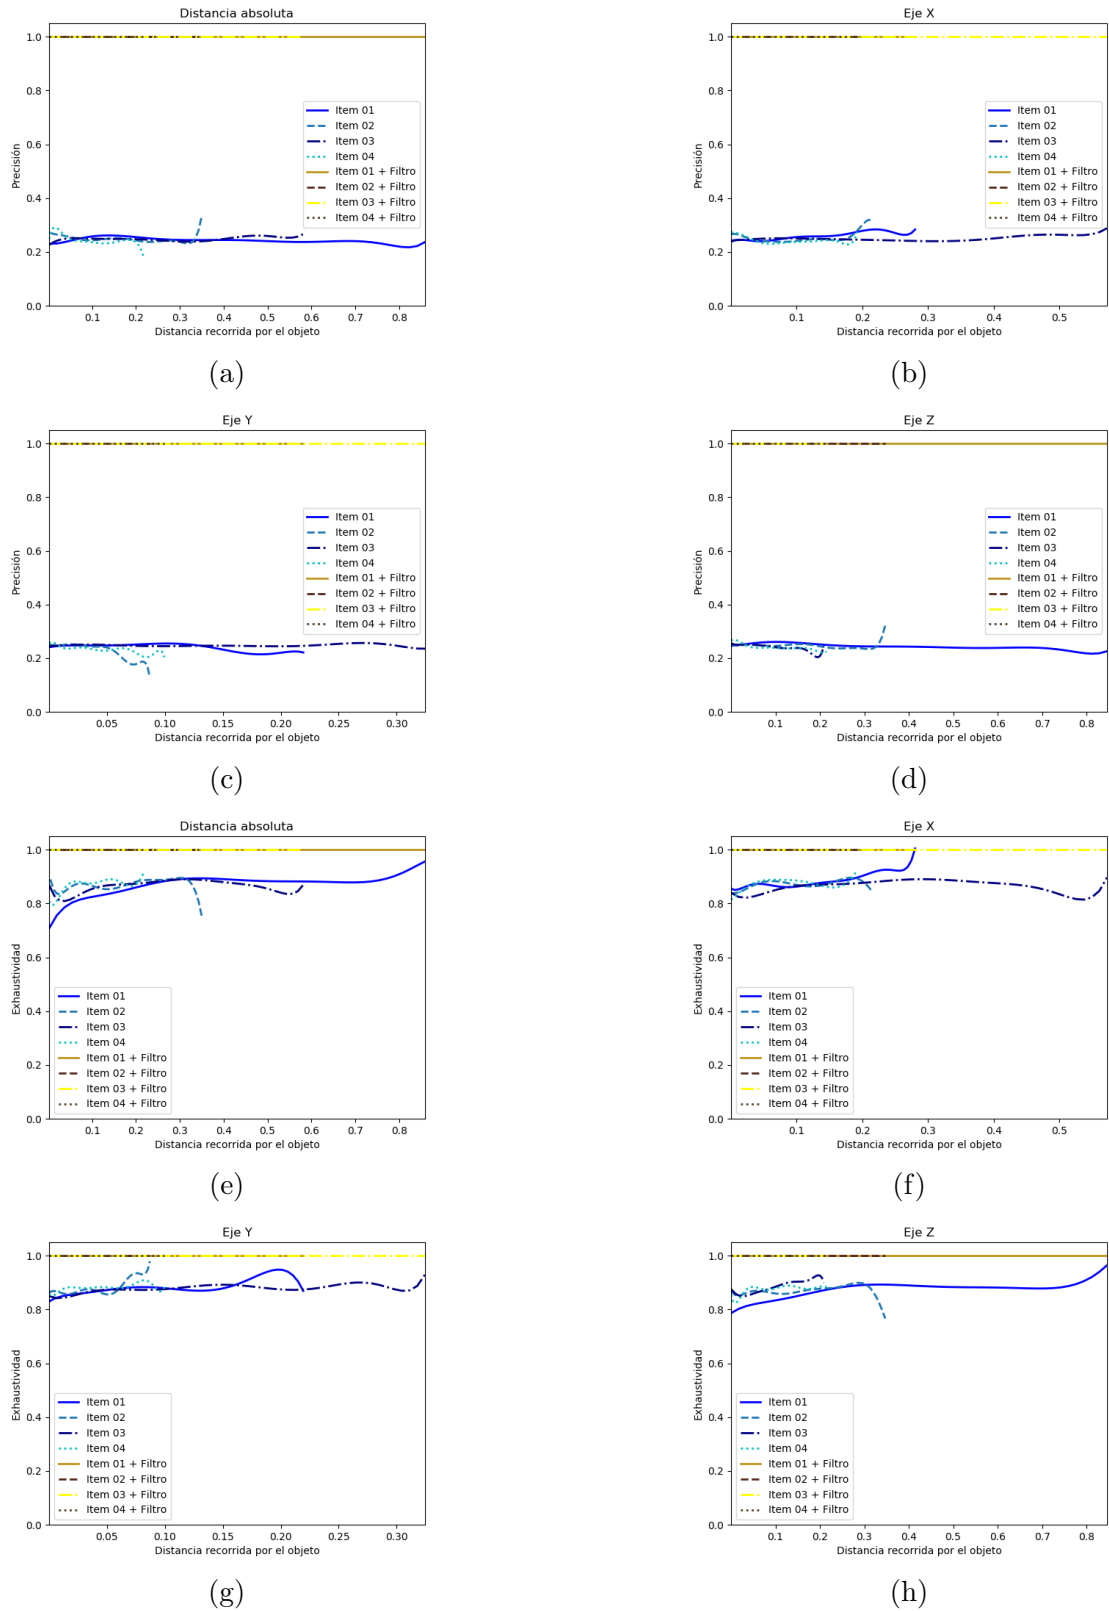 Distancia absoluta
Precisión
1.0
0.8
0.6
0.4
0.2
0.0
Item 01
Item 02
Item 03
Item 04
Item 01 + Filtro
Item 02 + Filtro
Item 03 + Filtro
Item 04 + Filtro
0.1 0.2 0.3 0.4 0.5 0.6 0.7 0.8
Distancia recorrida por el objeto
(a)
Eje X
Precisión
1.0
0.8
0.6
0.4
0.2
0.0
Item 01
Item 02
Item 03
Item 04
Item 01 + Filtro
Item 02 + Filtro
Item 03 + Filtro
Item 04 + Filtro
0.1 0.2 0.3 0.4 0.5
Distancia recorrida por el objeto
(b)
Eje Y
Precisión
1.0
0.8
0.6
0.4
0.2
0.0
Item 01
Item 02
Item 03
Item 04
Item 01 + Filtro
Item 02 + Filtro
Item 03 + Filtro
Item 04 + Filtro
0.05 0.10 0.15 0.20 0.25 0.30
Distancia recorrida por el objeto
(c)
Eje Z
Precisión
1.0
0.8
0.6
0.4
0.2
0.0
Item 01
Item 02
Item 03
Item 04
Item 01 + Filtro
Item 02 + Filtro
Item 03 + Filtro
Item 04 + Filtro
0.1 0.2 0.3 0.4 0.5 0.6 0.7 0.8
Distancia recorrida por el objeto
(d)
Distancia absoluta
Exhaustividad
1.0
0.8
0.6
0.4
0.2
0.0
Item 01
Item 02
Item 03
Item 04
Item 01 + Filtro
Item 02 + Filtro
Item 03 + Filtro
Item 04 + Filtro
0.1 0.2 0.3 0.4 0.5 0.6 0.7 0.8
Distancia recorrida por el objeto
(e)
Eje X
Exhaustividad
1.0
0.8
0.6
0.4
0.2
0.0
Item 01
Item 02
Item 03
Item 04
Item 01 + Filtro
Item 02 + Filtro
Item 03 + Filtro
Item 04 + Filtro
0.1 0.2 0.3 0.4 0.5
Distancia recorrida por el objeto
(f)
Eje Y
Exhaustividad
1.0
0.8
0.6
0.4
0.2
0.0
Item 01
Item 02
Item 03
Item 04
Item 01 + Filtro
Item 02 + Filtro
Item 03 + Filtro
Item 04 + Filtro
0.05 0.10 0.15 0.20 0.25 0.30
Distancia recorrida por el objeto
(g)
Eje Z
Exhaustividad
1.0
0.8
0.6
0.4
0.2
0.0
Item 01
Item 02
Item 03
Item 04
Item 01 + Filtro
Item 02 + Filtro
Item 03 + Filtro
Item 04 + Filtro
0.1 0.2 0.3 0.4 0.5 0.6 0.7 0.8
Distancia recorrida por el objeto
(h)